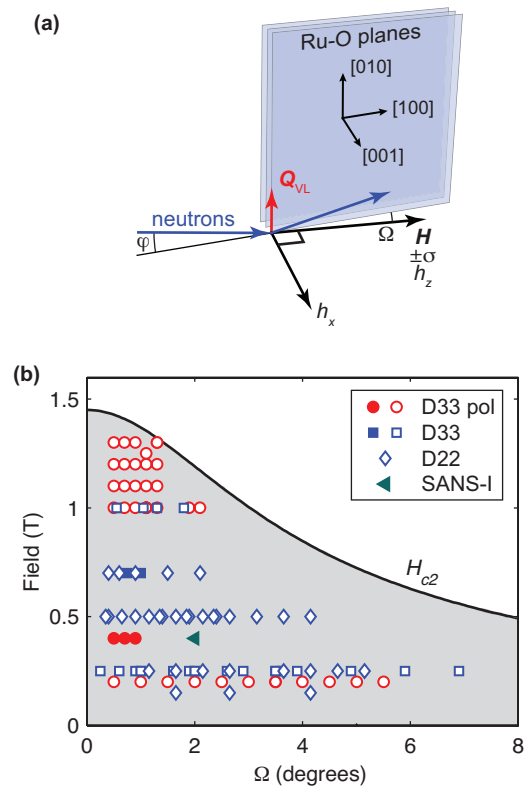 (a)
Ru-O planes
[010]
[100]
[001]
Q_VL
neutrons
φ
Ω
H
±σ
h_z
h_x
(b)
1.5
1
0.5
0
Field (T)
D33 pol
D33
D22
SANS-I
H_c2
0
2
4
6
8
Ω (degrees)